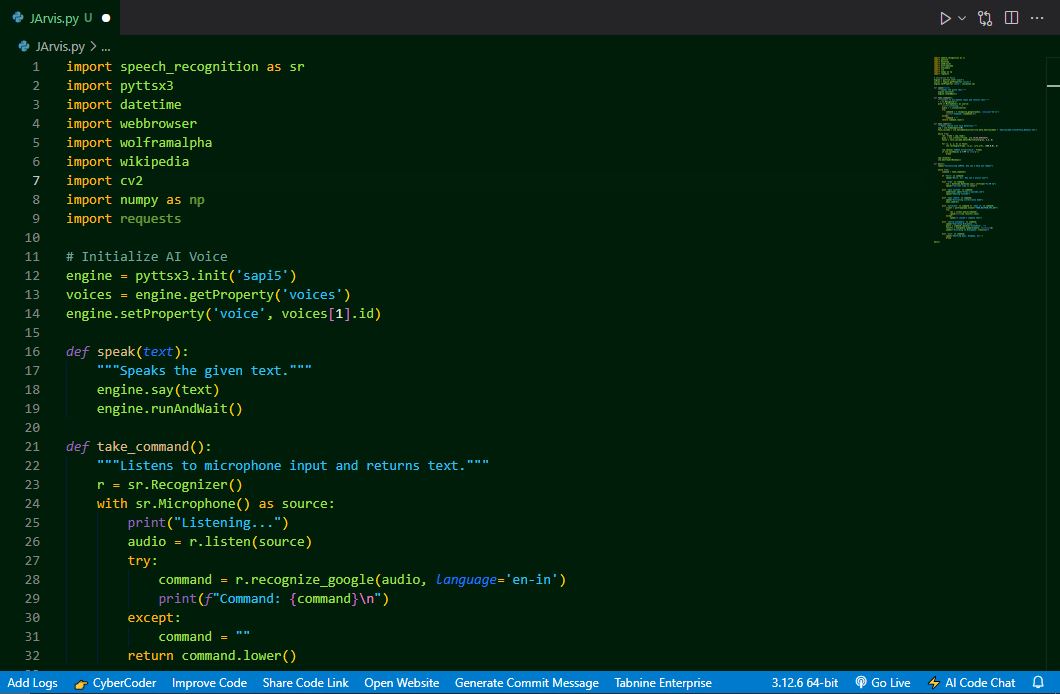 JArvis.py U
JArvis.py > ...
1 import speech_recognition as sr
2 import pyttsx3
3 import datetime
4 import webbrowser
5 import wolframalpha
6 import wikipedia
7 import cv2
8 import numpy as np
9 import requests
10
11 # Initialize AI Voice
12 engine = pyttsx3.init('sapi5')
13 voices = engine.getProperty('voices')
14 engine.setProperty('voice', voices[1].id)
15
16 def speak(text):
17     """Speaks the given text."""
18     engine.say(text)
19     engine.runAndWait()
20
21 def take_command():
22     """Listens to microphone input and returns text."""
23     r = sr.Recognizer()
24     with sr.Microphone() as source:
25         print("Listening...")
26         audio = r.listen(source)
27         try:
28             command = r.recognize_google(audio, language='en-in')
29             print(f"Command: {command}\n")
30         except:
31             command = ""
32         return command.lower()
Add Logs CyberCoder Improve Code Share Code Link Open Website Generate Commit Message Tabnine Enterprise 3.12.6 64-bit Go Live AI Code Chat